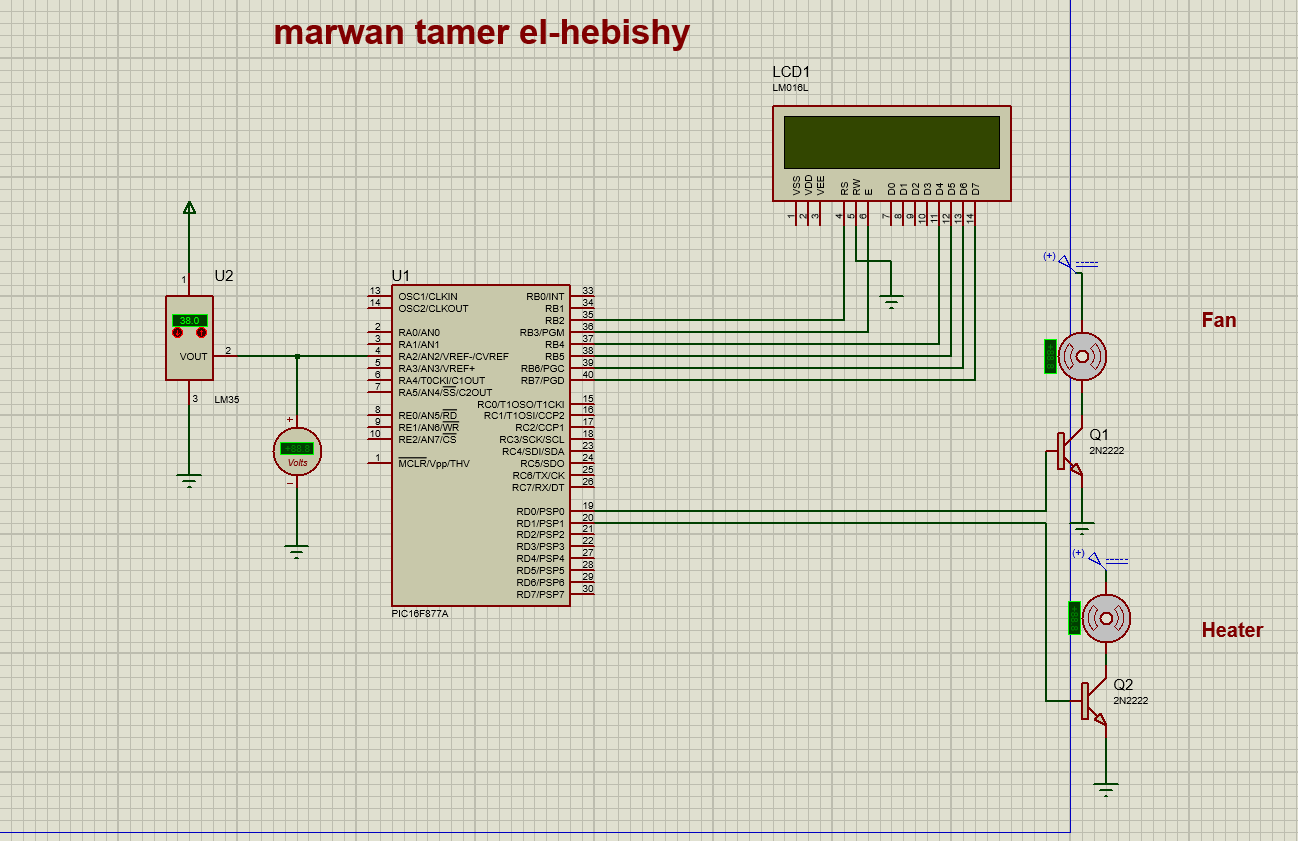 marwan tamer el-hebishy
LCD1
LM016L
VSS
VDD
VEE
RS
RW
E
D0
D1
D2
D3
D4
D5
D6
D7
1
2
3
4
5
6
7
8
9
10
11
12
13
14
U2
1
38.0
VOUT
2
3
LM35
+
Volts
−
U1
13 OSC1/CLKIN
14 OSC2/CLKOUT
2 RA0/AN0
3 RA1/AN1
4 RA2/AN2/VREF-/CVREF
5 RA3/AN3/VREF+
6 RA4/T0CKI/C1OUT
7 RA5/AN4/SS/C2OUT
8 RE0/AN5/RD
9 RE1/AN6/WR
10 RE2/AN7/CS
1 MCLR/Vpp/THV
RB0/INT 33
RB1 34
RB2 35
RB3/PGM 36
RB4 37
RB5 38
RB6/PGC 39
RB7/PGD 40
RC0/T1OSO/T1CKI 15
RC1/T1OSI/CCP2 16
RC2/CCP1 17
RC3/SCK/SCL 18
RC4/SDI/SDA 23
RC5/SDO 24
RC6/TX/CK 25
RC7/RX/DT 26
RD0/PSP0 19
RD1/PSP1 20
RD2/PSP2 21
RD3/PSP3 22
RD4/PSP4 27
RD5/PSP5 28
RD6/PSP6 29
RD7/PSP7 30
PIC16F877A
(+)
Fan
Q1
2N2222
(+)
Heater
Q2
2N2222